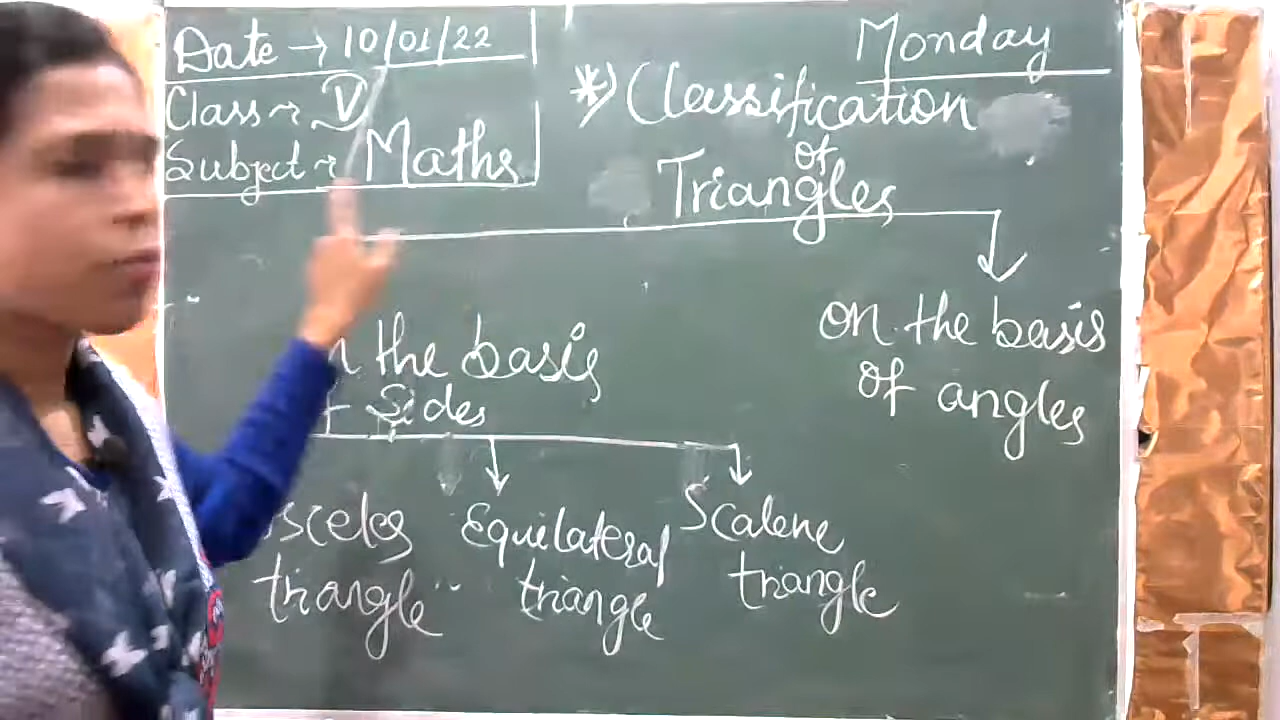 Date → 10/01/22
Class ~ V
Subject ~ Maths
Monday
*) Classification
of
Triangles
the basis
Sides
on the basis
of angles
Equilateral
triangle
Scalene
triangle
triangle